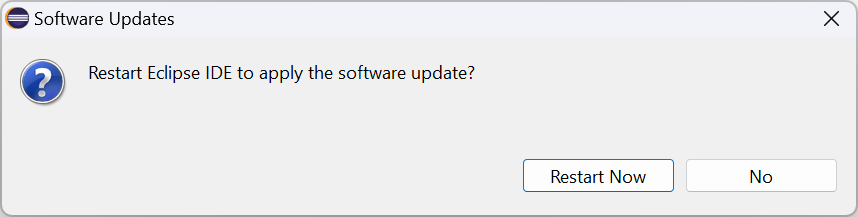 Software Updates
Restart Eclipse IDE to apply the software update?
Restart Now
No